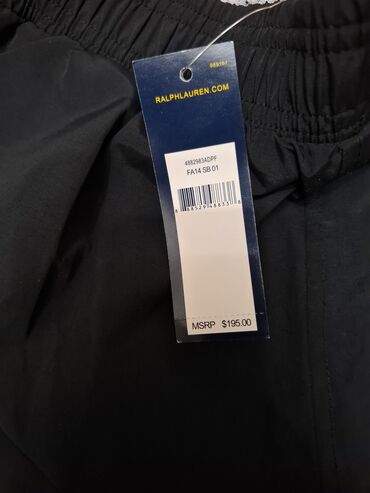 RALPHLAUREN.COM
4882983ADPF
FA14 SB 01
MSRP $195.00